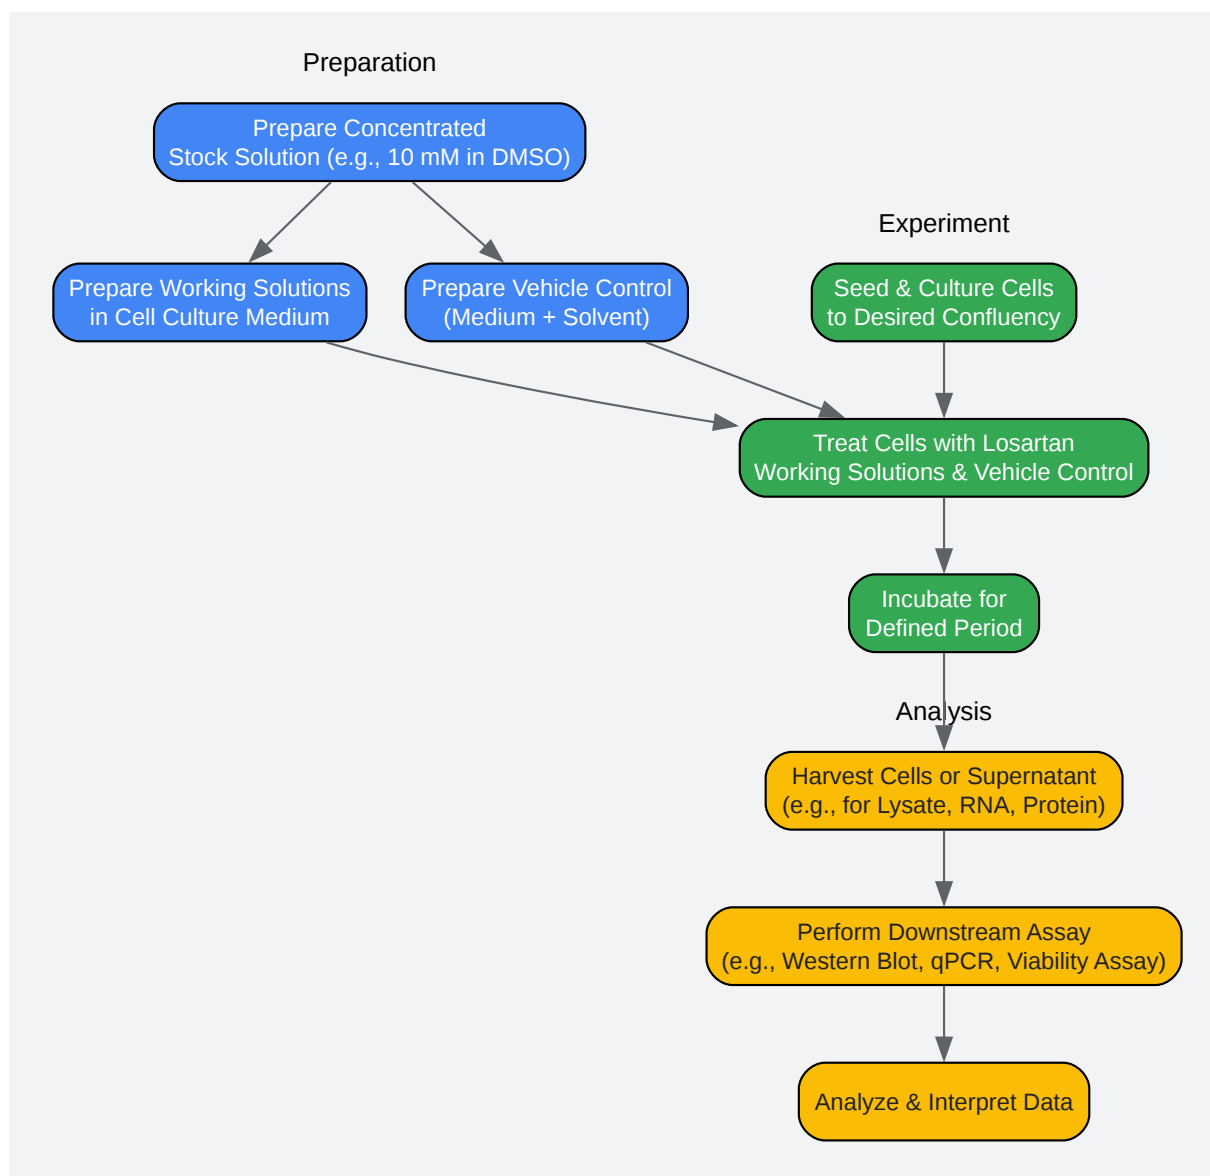 Preparation
Prepare Concentrated
Stock Solution (e.g., 10 mM in DMSO)
Experiment
Prepare Working Solutions
in Cell Culture Medium
Prepare Vehicle Control
(Medium + Solvent)
Seed & Culture Cells
to Desired Confluency
Treat Cells with Losartan
Working Solutions & Vehicle Control
Incubate for
Defined Period
Analysis
Harvest Cells or Supernatant
(e.g., for Lysate, RNA, Protein)
Perform Downstream Assay
(e.g., Western Blot, qPCR, Viability Assay)
Analyze & Interpret Data